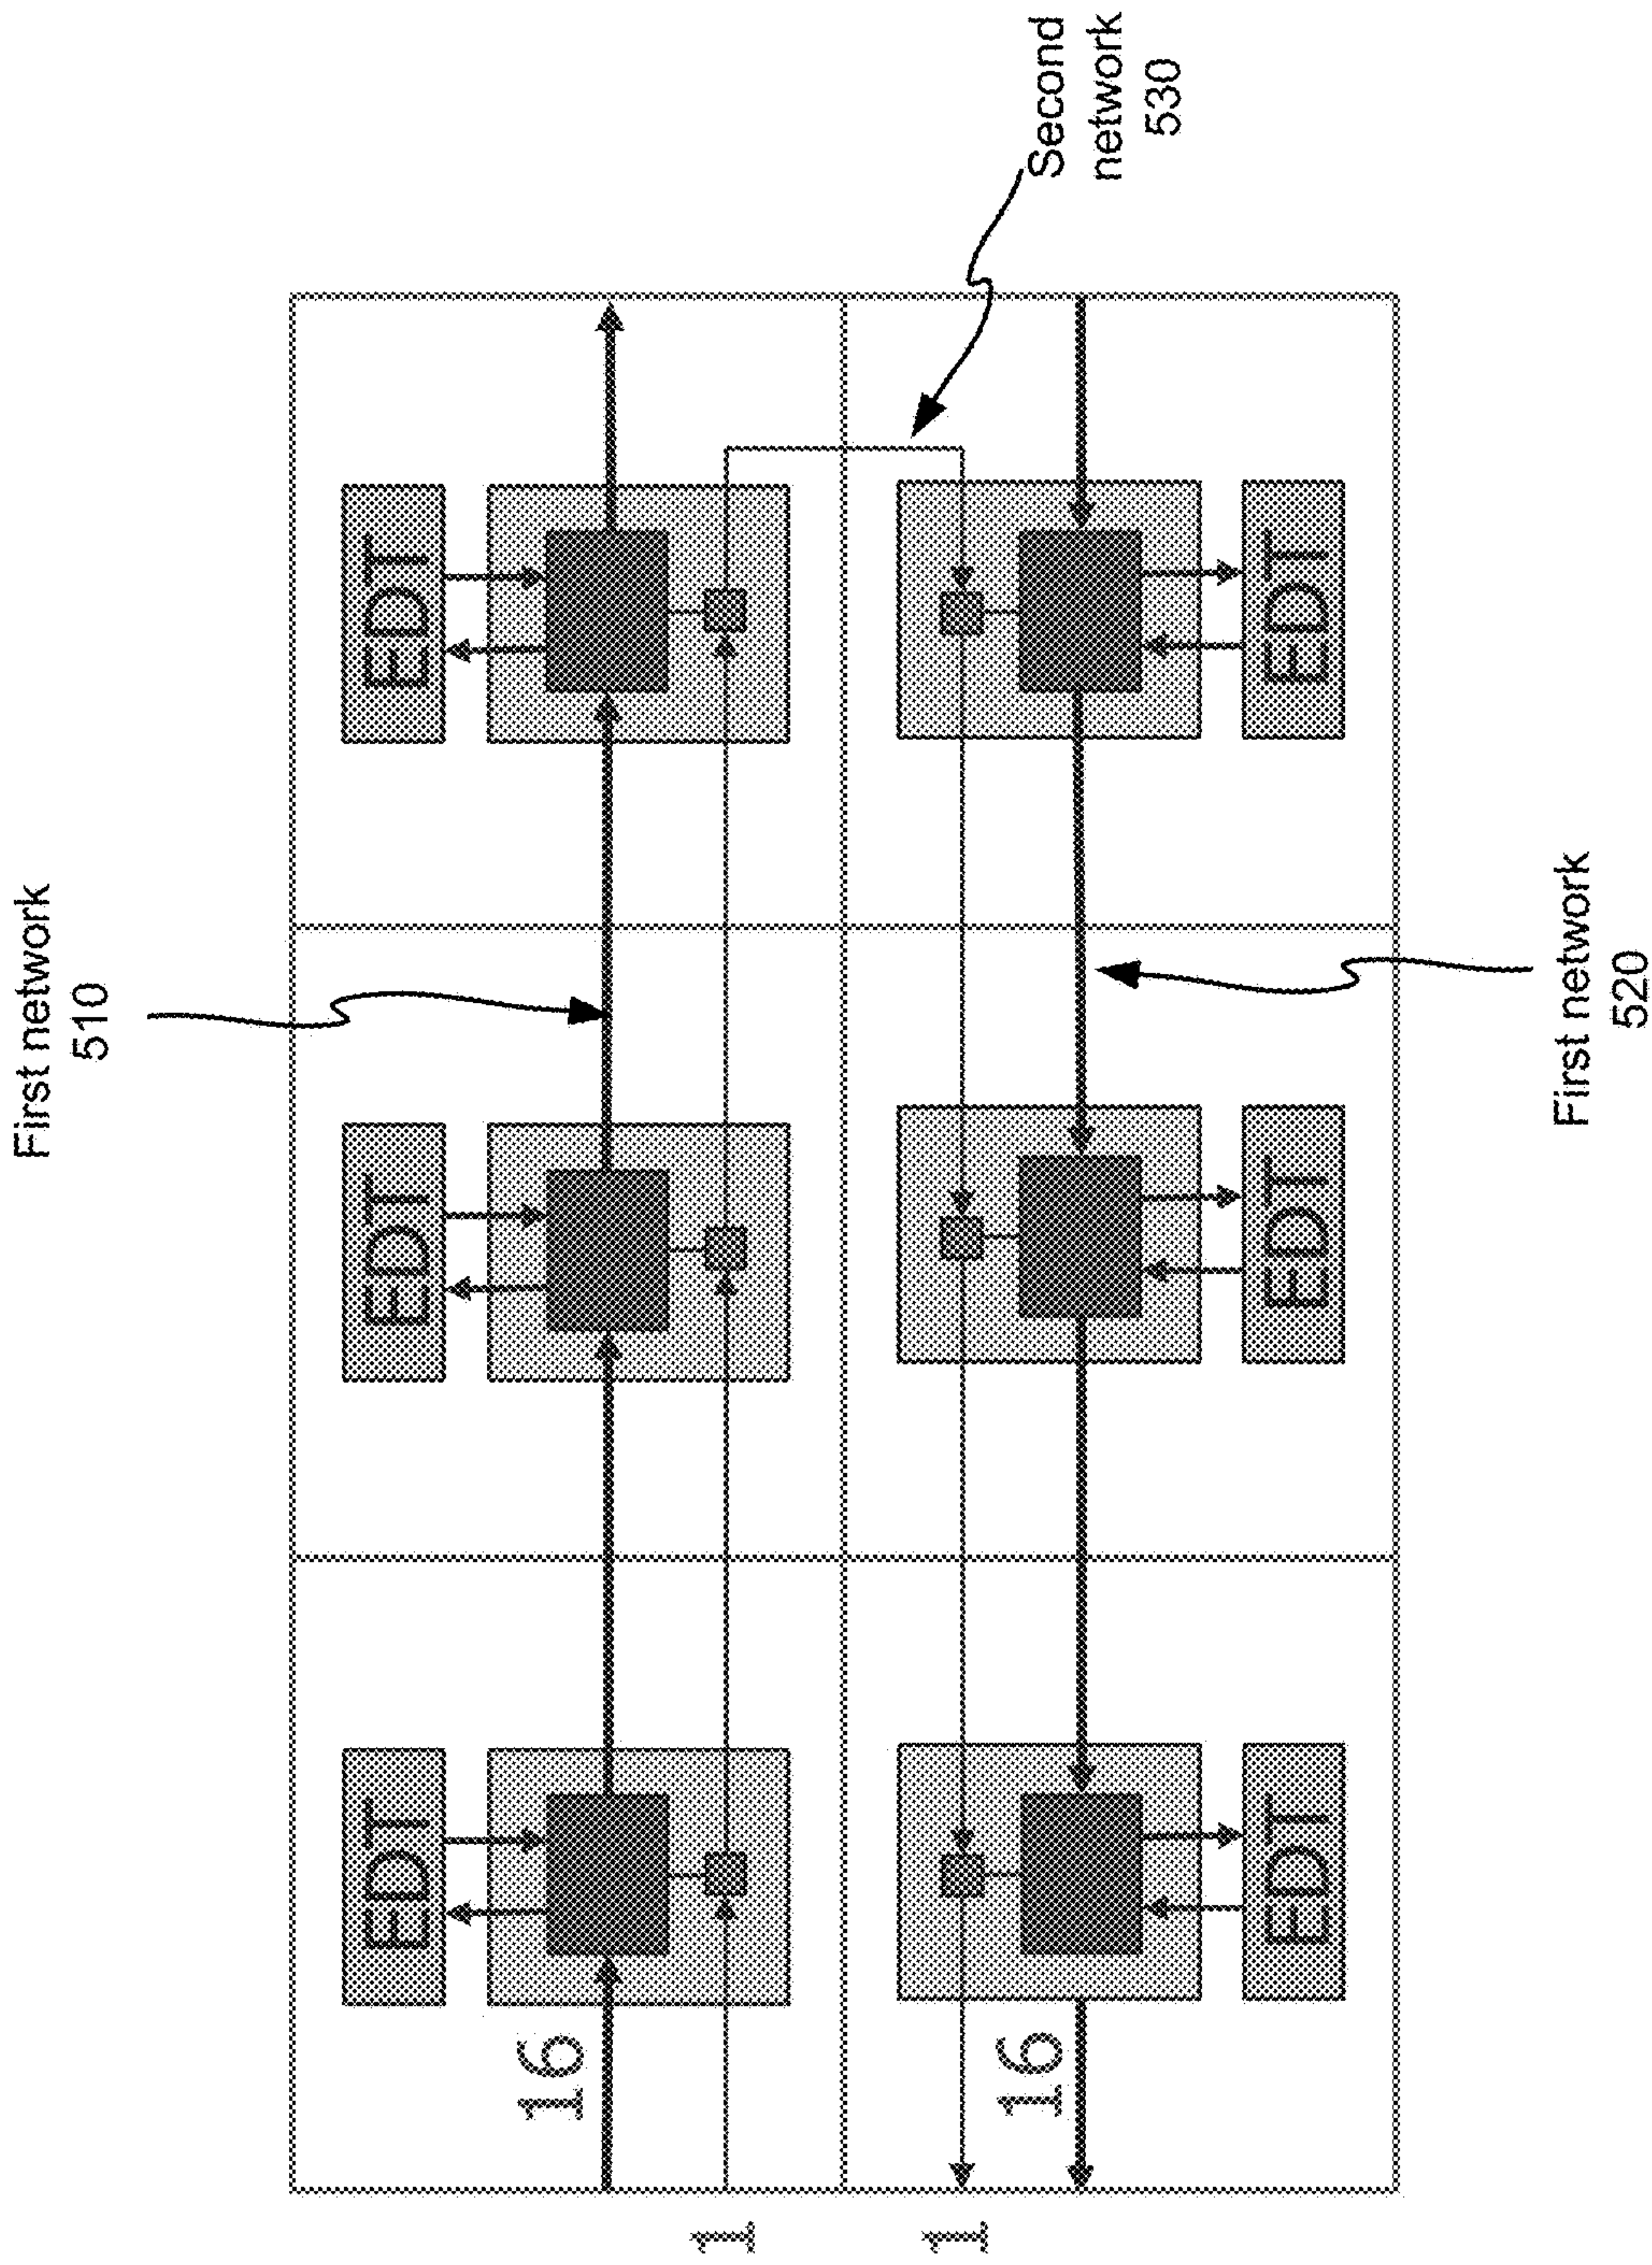 First network
510
EDT
EDT
EDT
16
1
1
16
Second
network
530
EDT
EDT
EDT
First network
520